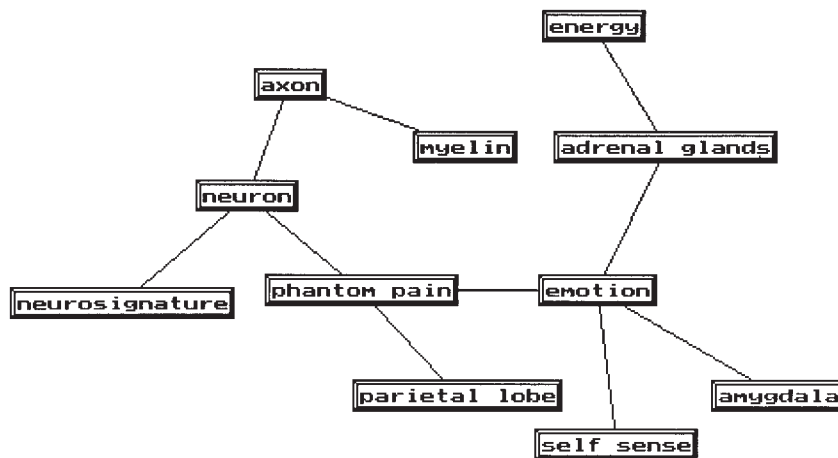 energy
axon
myelin
adrenal glands
neuron
neurosignature
phantom pain
emotion
parietal lobe
amygdala
self sense